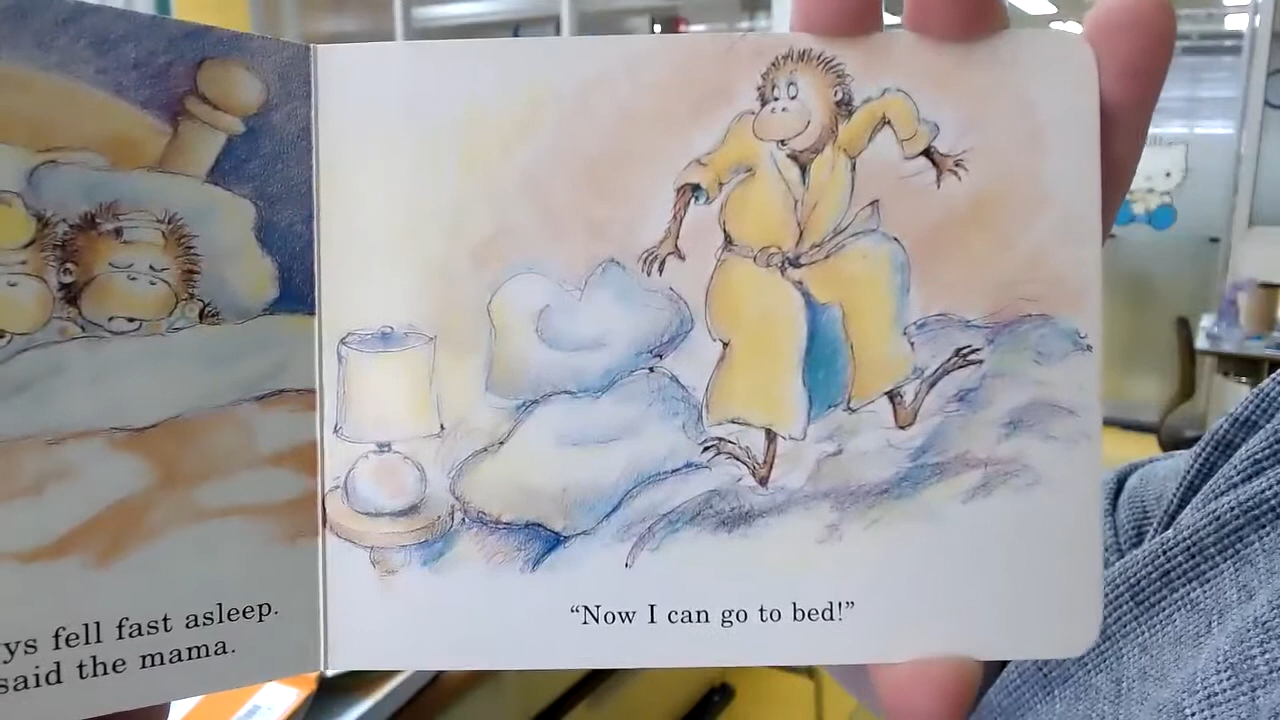 ys fell fast asleep.
said the mama.
“Now I can go to bed!”